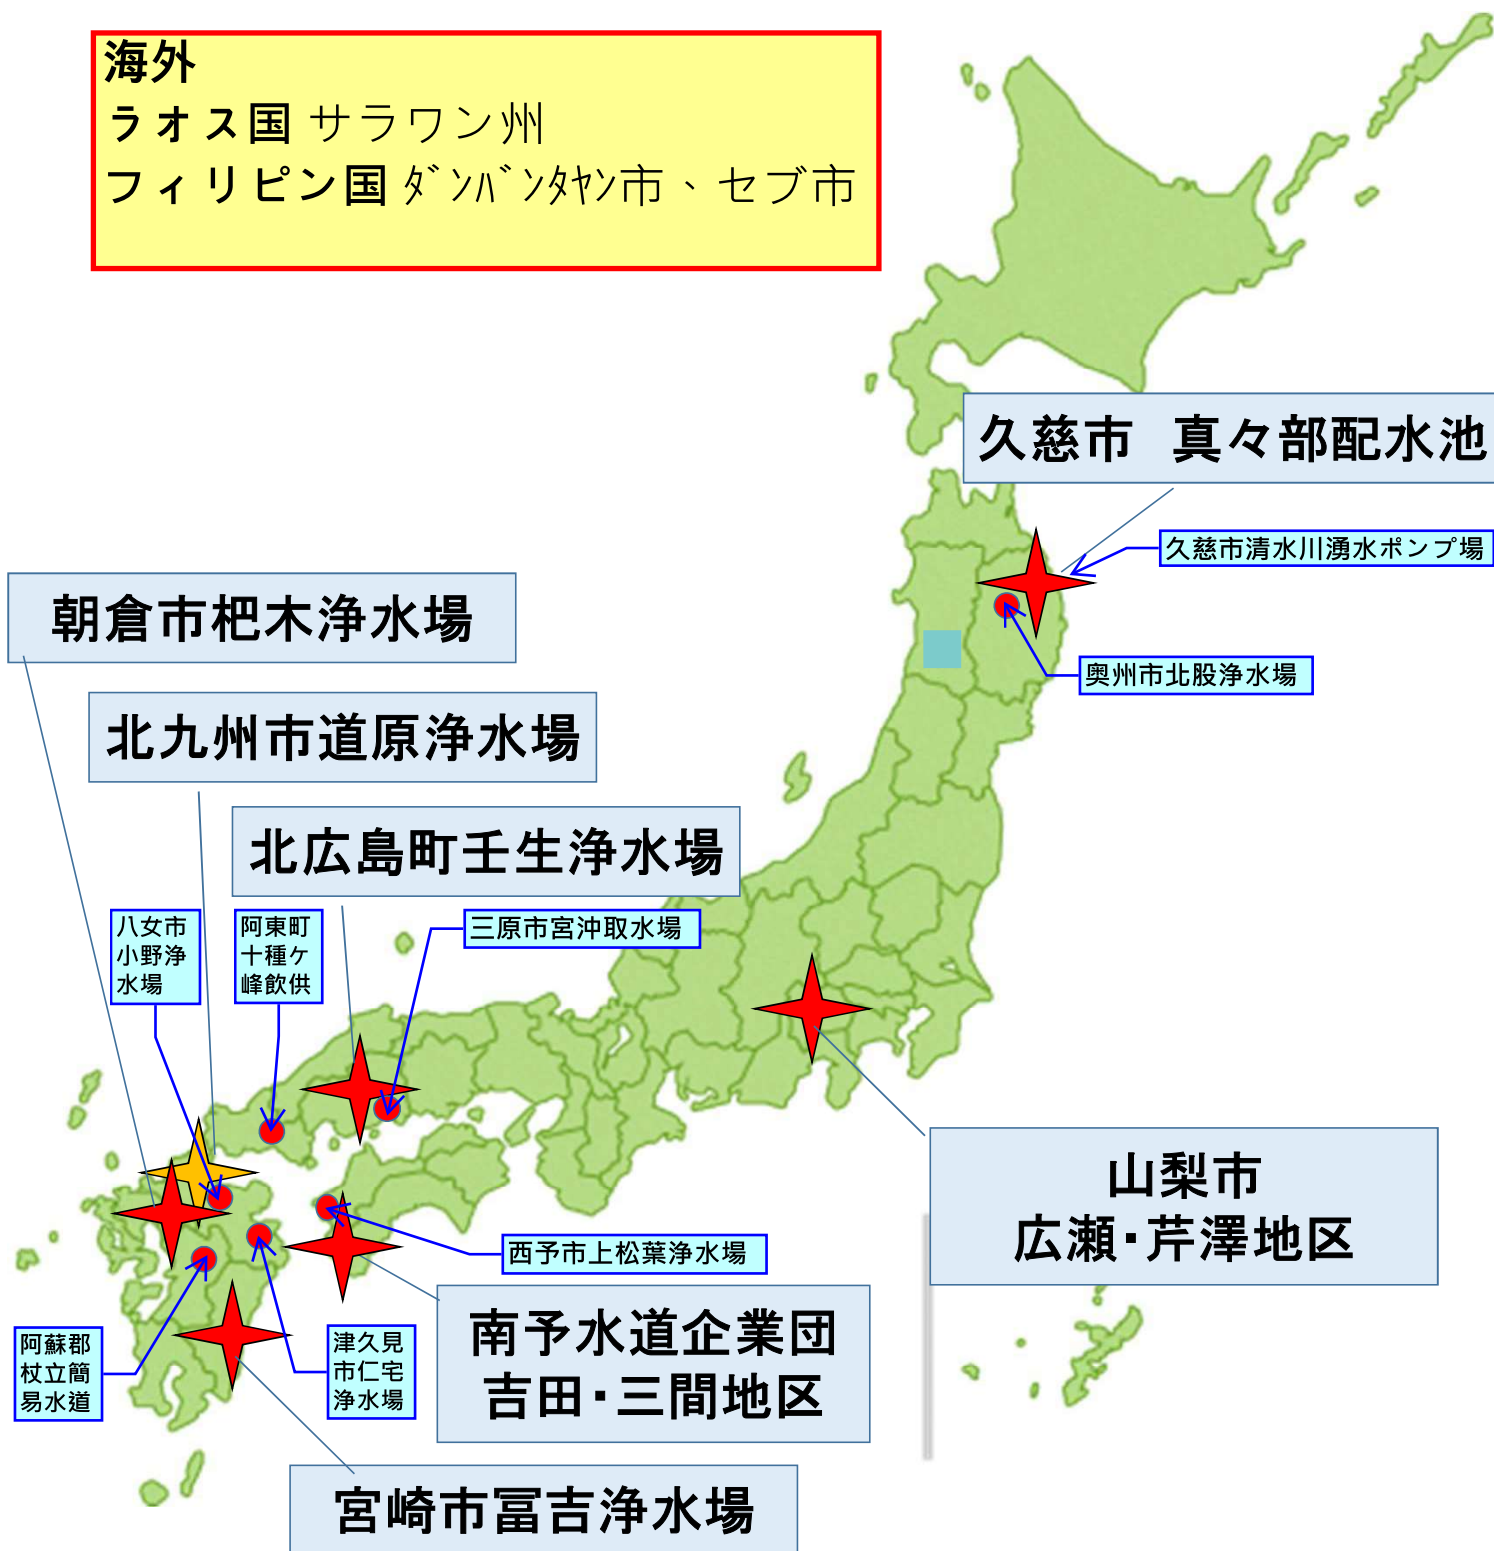 海外
ラオス国 サラワン州
フィリピン国 ﾀﾞﾝﾊﾞﾝﾀﾔﾝ市、セブ市
久慈市　真々部配水池
久慈市清水川湧水ポンプ場
奥州市北股浄水場
朝倉市杷木浄水場
北九州市道原浄水場
北広島町壬生浄水場
八女市
小野浄
水場
阿東町
十種ケ
峰飲供
三原市宮沖取水場
山梨市
広瀬･芹澤地区
西予市上松葉浄水場
南予水道企業団
吉田･三間地区
阿蘇郡
杖立簡
易水道
津久見
市仁宅
浄水場
宮崎市冨吉浄水場